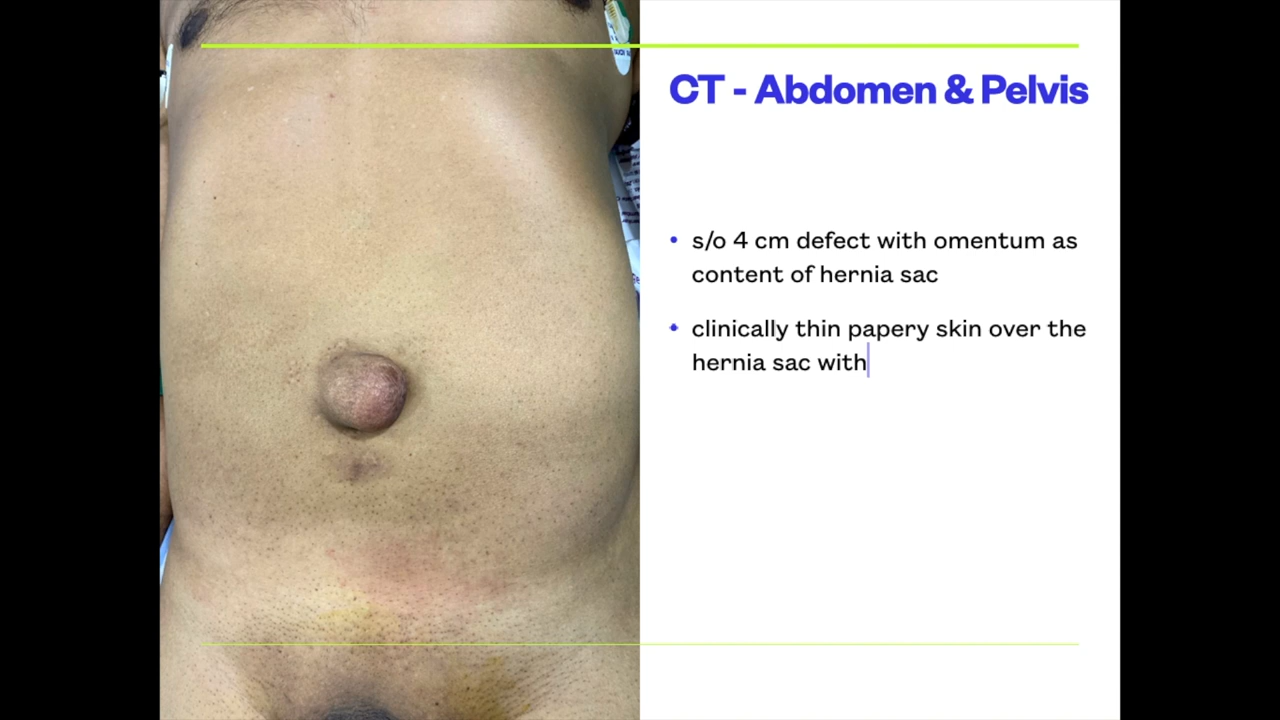 CT - Abdomen & Pelvis
• s/o 4 cm defect with omentum as
content of hernia sac
• clinically thin papery skin over the
hernia sac with